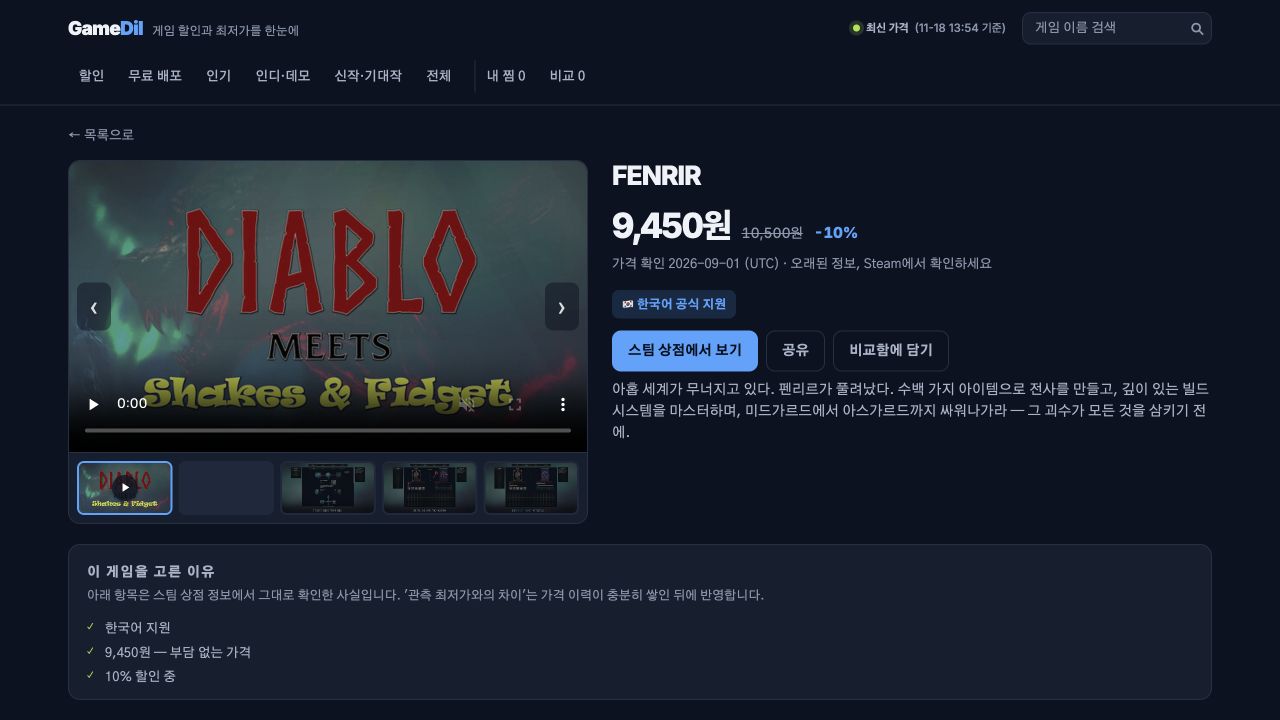 GameDil 게임 할인과 최저가를 한눈에
최신 가격 (11-18 13:54 기준)
게임 이름 검색
할인 무료 배포 인기 인디·데모 신작·기대작 전체 내 찜 0 비교 0
← 목록으로
DIABLO
MEETS
Shakes & Fidget
0:00
DIABLO
Shakes & Fidget
FENRIR
9,450원 10,500원 -10%
가격 확인 2026-09-01 (UTC) · 오래된 정보, Steam에서 확인하세요
🇰🇷 한국어 공식 지원
스팀 상점에서 보기 공유 비교함에 담기
아홉 세계가 무너지고 있다. 펜리르가 풀려났다. 수백 가지 아이템으로 전사를 만들고, 깊이 있는 빌드
시스템을 마스터하며, 미드가르드에서 아스가르드까지 싸워나가라 — 그 괴수가 모든 것을 삼키기 전
에.
이 게임을 고른 이유
아래 항목은 스팀 상점 정보에서 그대로 확인한 사실입니다. '관측 최저가와의 차이'는 가격 이력이 충분히 쌓인 뒤에 반영합니다.
✓ 한국어 지원
✓ 9,450원 — 부담 없는 가격
✓ 10% 할인 중